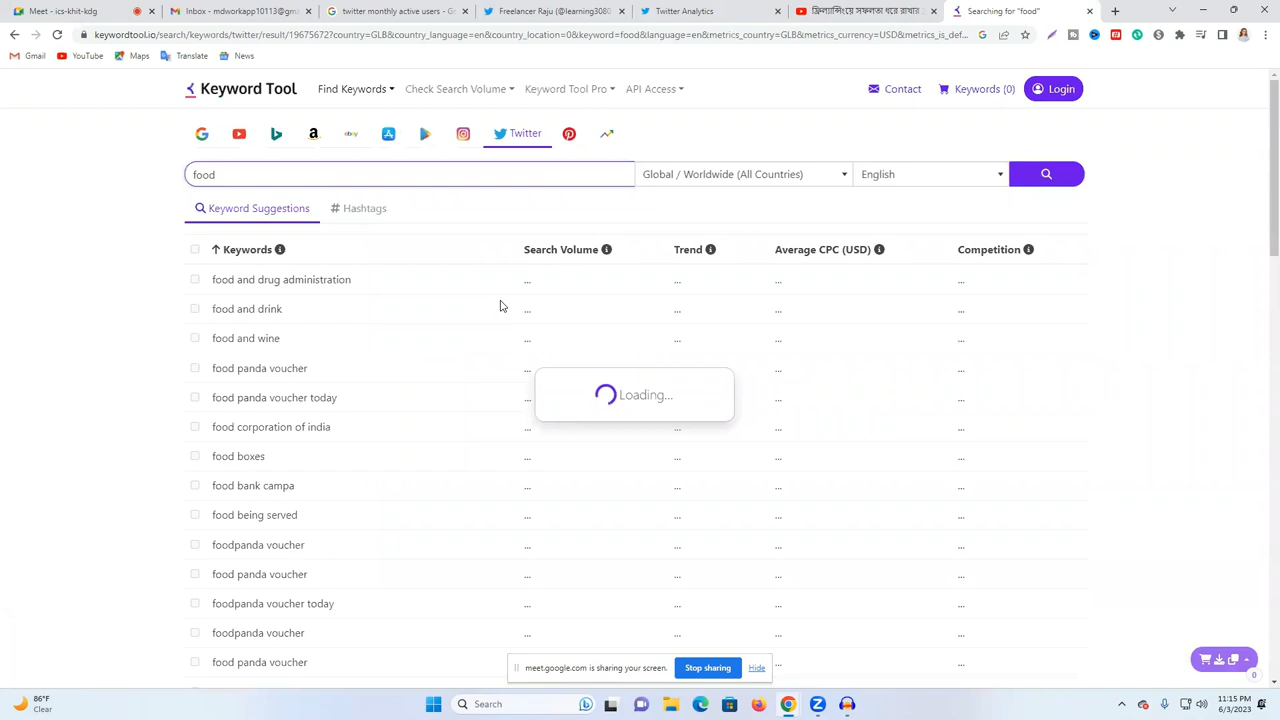 Meet - ics-khit-kdg
Inbox - mdworkapp10113@gm
twitter monthly active users - Go
Freelancer Raju (@learning3080
Twitter Analytics
ফ্রিল্যান্সিংয়ে সফলতা ধরে রাখার
Searching for "food"
keywordtool.io/search/keywords/twitter/result/19675672?country=GLB&country_language=en&country_location=0&keyword=food&language=en&metrics_country=GLB&metrics_currency=USD&metrics_is_def...
Gmail YouTube Maps Translate News
Keyword Tool Find Keywords Check Search Volume Keyword Tool Pro API Access Contact Keywords (0) Login
Twitter
food Global / Worldwide (All Countries) English
Keyword Suggestions # Hashtags
Keywords Search Volume Trend Average CPC (USD) Competition
food and drug administration ... ... ... ...
food and drink ... ... ... ...
food and wine ... ... ... ...
food panda voucher ... ... ... ...
Loading...
food panda voucher today ... ... ...
food corporation of india ... ... ... ...
food boxes ... ... ... ...
food bank campa ... ... ... ...
food being served ... ... ... ...
foodpanda voucher ... ... ... ...
food panda voucher ... ... ... ...
foodpanda voucher today ... ... ... ...
foodpanda voucher ... ... ... ...
food panda voucher ... ...
meet.google.com is sharing your screen. Stop sharing Hide
0
86°F
Clear
Search
11:15 PM
6/3/2023